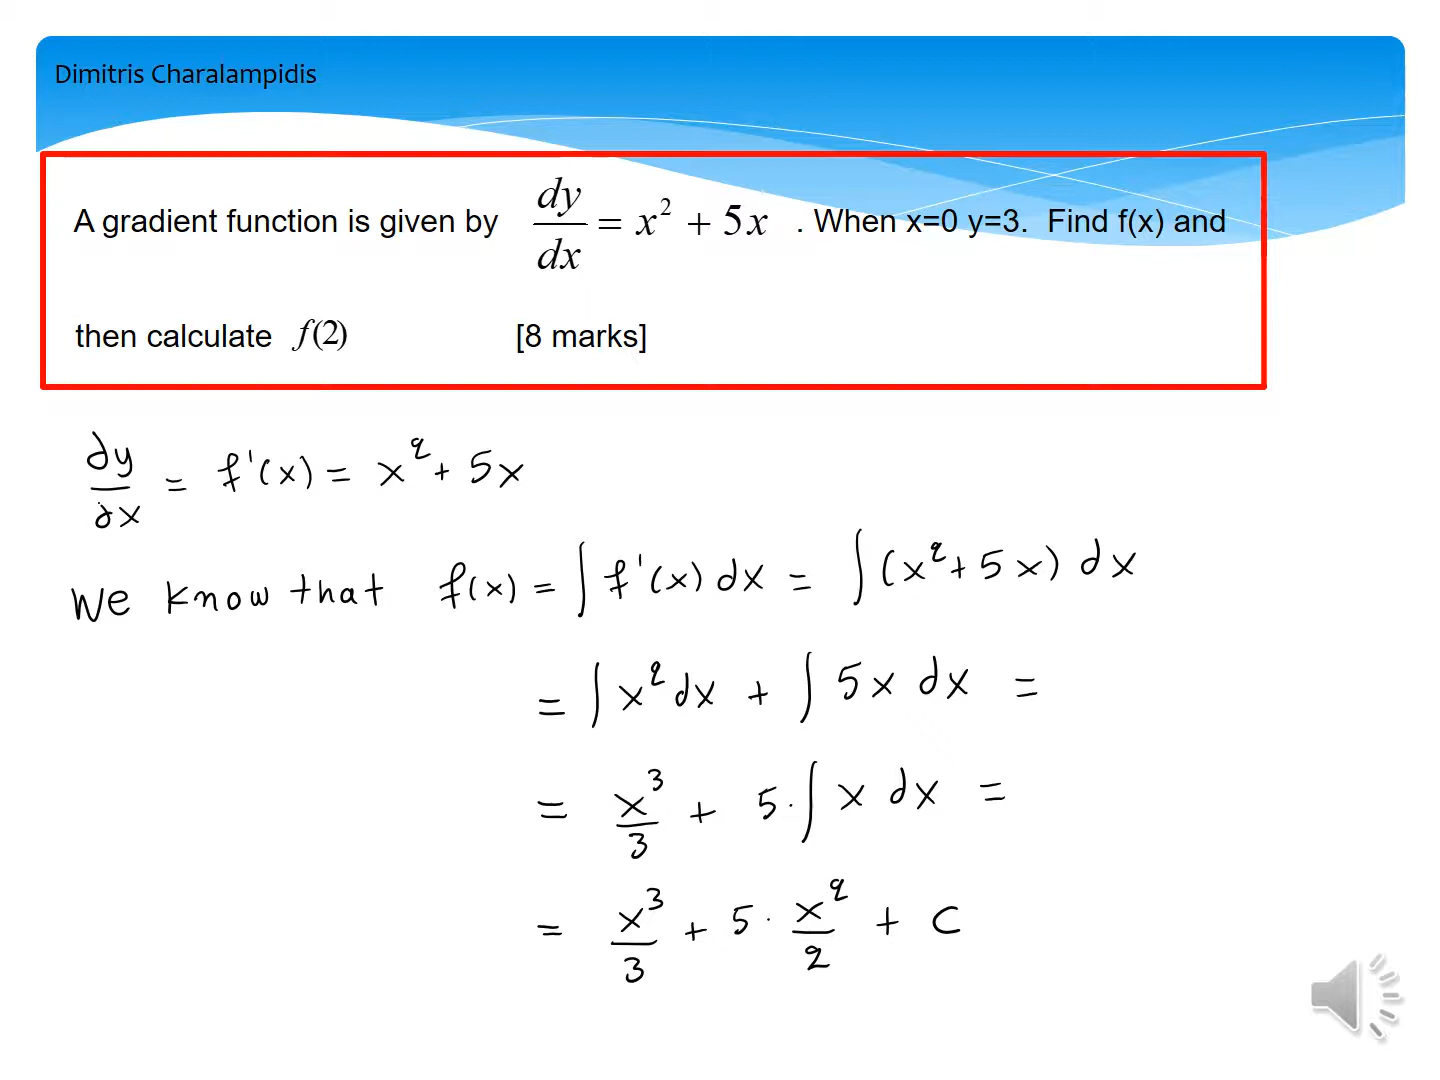 Dimitris Charalampidis
A gradient function is given by dy/dx = x² + 5x . When x=0 y=3. Find f(x) and
then calculate f(2) [8 marks]
dy/dx = f'(x) = x² + 5x
We know that f(x) = ∫ f'(x) dx = ∫ (x² + 5x) dx
= ∫ x² dx + ∫ 5x dx =
= x³/3 + 5 · ∫ x dx =
= x³/3 + 5 · x²/2 + c